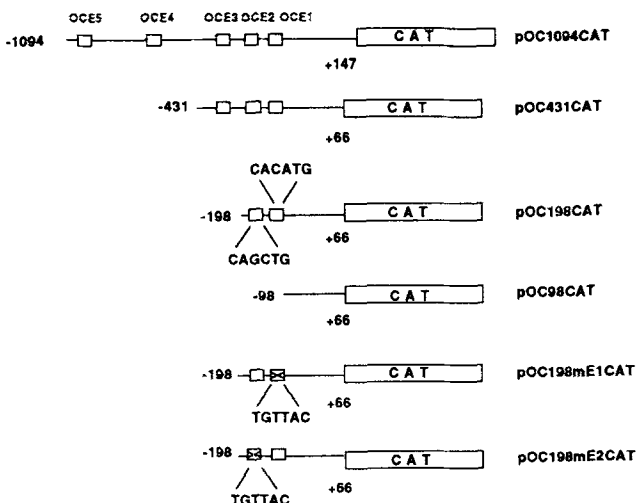 OCE5 OCE4 OCE3 OCE2 OCE1
-1094 CAT pOC1094CAT
+147
-431 CAT pOC431CAT
+66
CACATG
-198 CAT pOC198CAT
+66
CAGCTG
-98 CAT pOC98CAT
+66
-198 CAT pOC198mE1CAT
TGTTAC +66
-198 CAT pOC198mE2CAT
TGTTAC +66